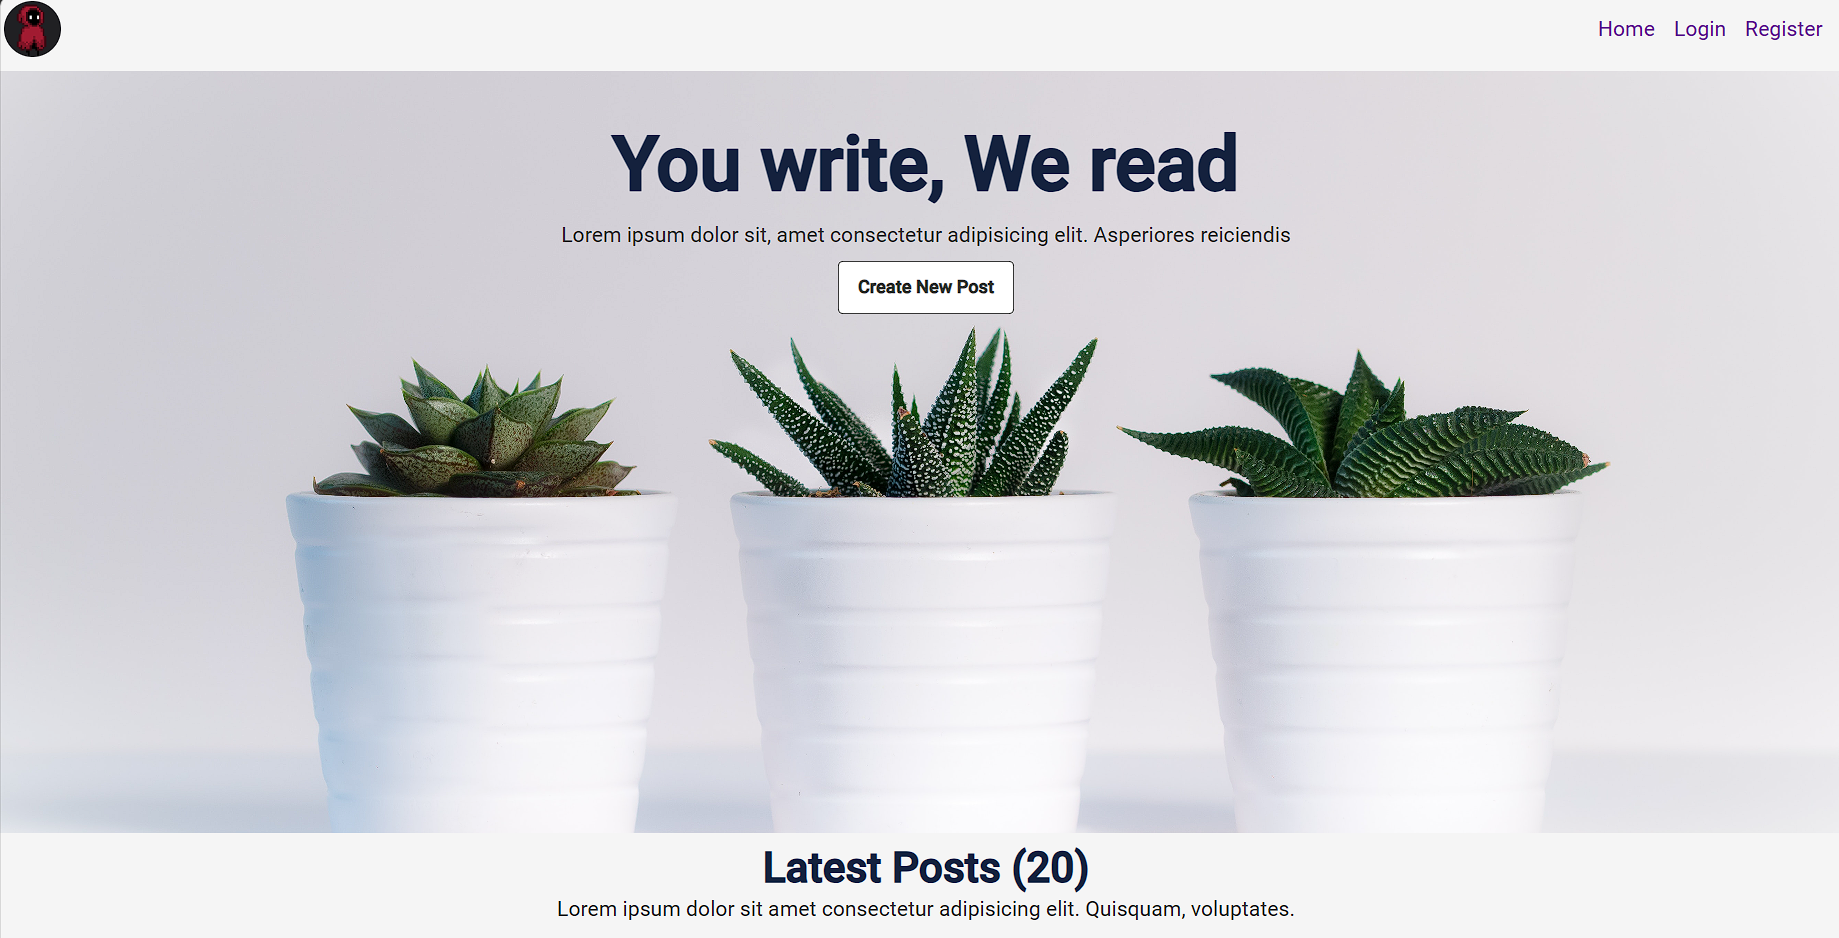 Home Login Register
You write, We read
Lorem ipsum dolor sit, amet consectetur adipisicing elit. Asperiores reiciendis
Create New Post
Latest Posts (20)
Lorem ipsum dolor sit amet consectetur adipisicing elit. Quisquam, voluptates.